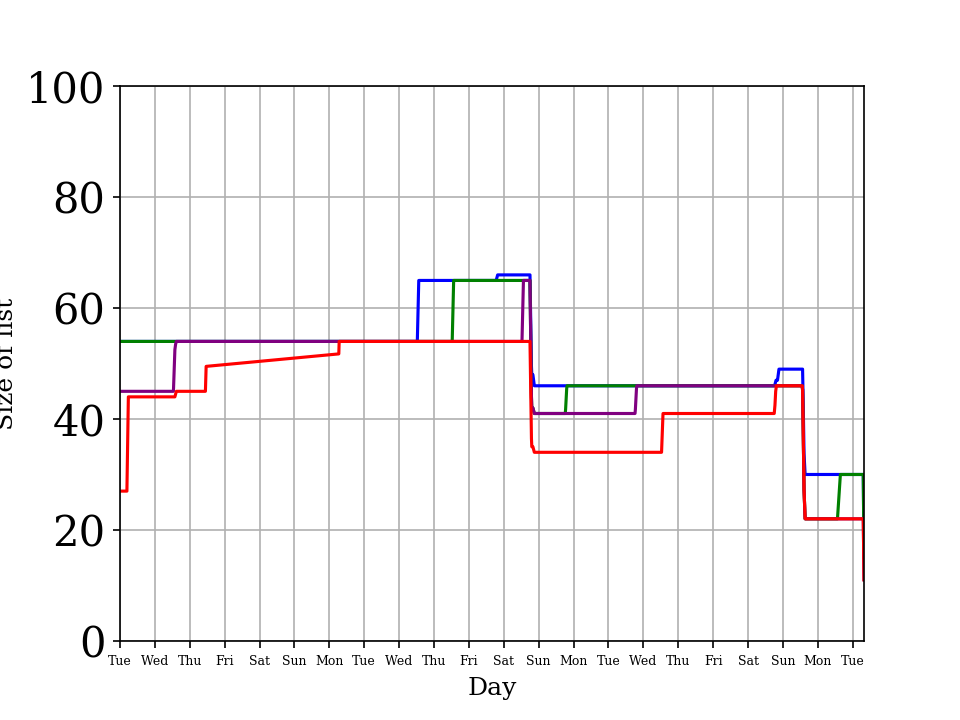 100
80
60
40
20
0
Size of list
Tue Wed Thu Fri Sat Sun Mon Tue Wed Thu Fri Sat Sun Mon Tue Wed Thu Fri Sat Sun Mon Tue
Day